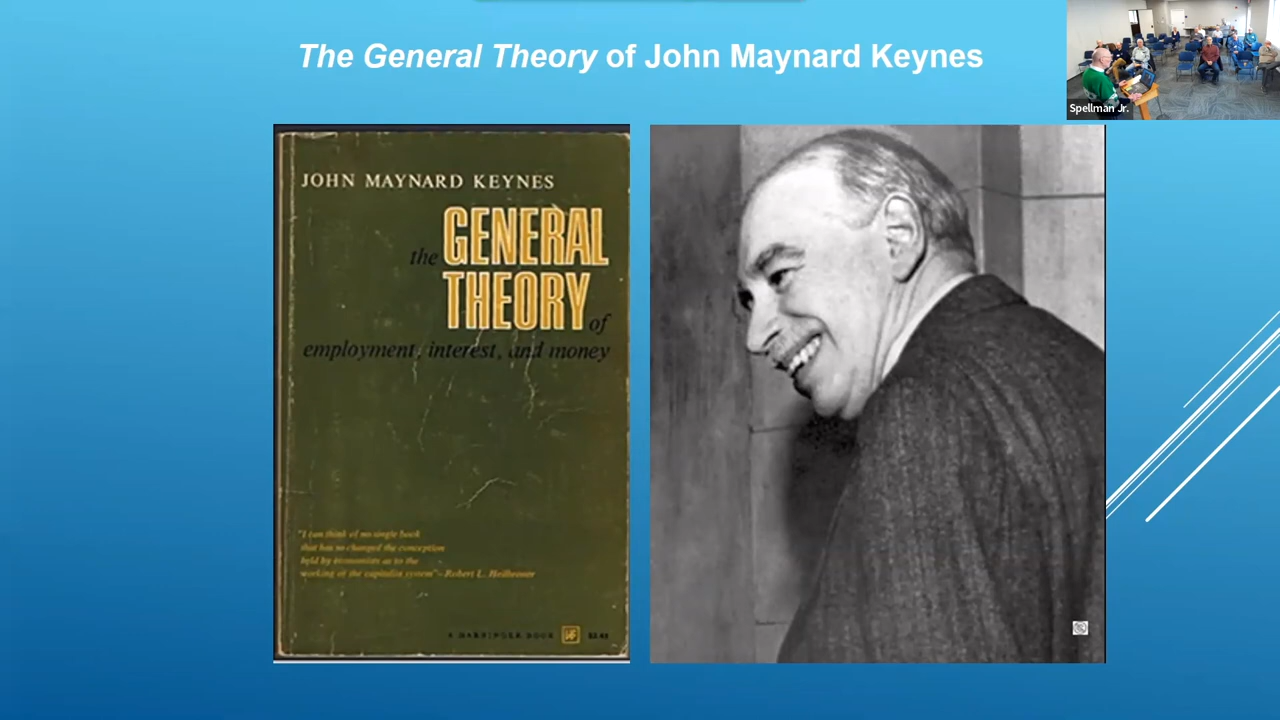 The General Theory of John Maynard Keynes
Spellman Jr.
JOHN MAYNARD KEYNES
the GENERAL
THEORY of
employment, interest, and money
"I can think of no single book
that has so changed the conception
held by economists as to the
working of the capitalist system"—Robert L. Heilbroner
A HARBINGER BOOK